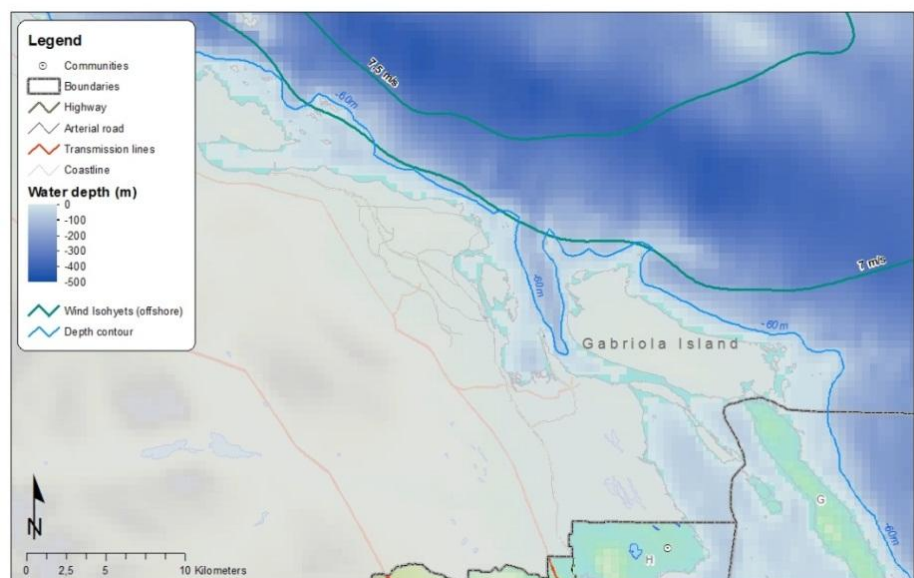 Legend
Communities
Boundaries
Highway
Arterial road
Transmission lines
Coastline
Water depth (m)
0
-100
-200
-300
-400
-500
Wind Isohyets (offshore)
Depth contour
7,5 m/s
-60m
-60m
7 m/s
-60m
Gabriola Island
G
-60m
H
N
0 2,5 5 10 Kilometers